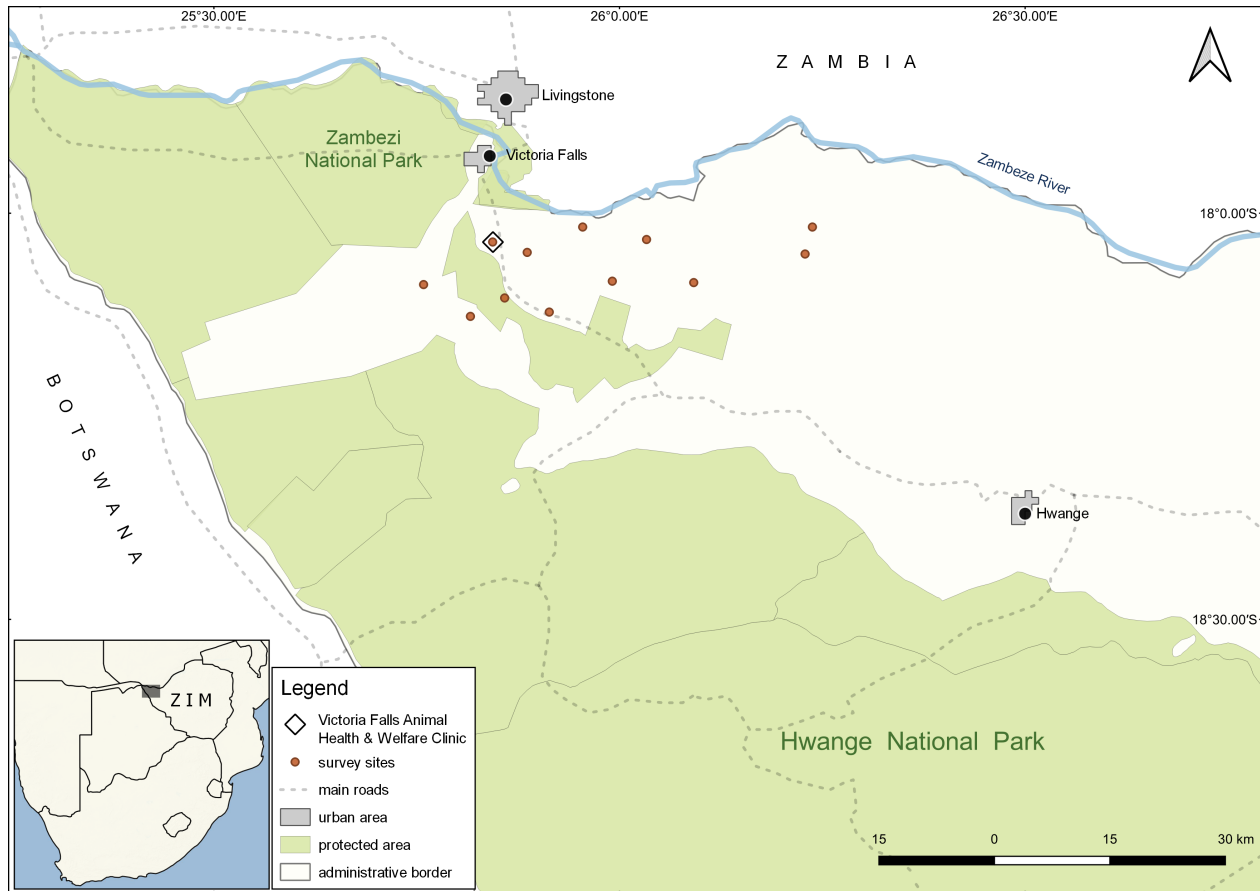 25°30.00′E
26°0.00′E
26°30.00′E
ZAMBIA
Livingstone
Zambezi
National Park
Victoria Falls
Zambeze River
18°0.00′S
BOTSWANA
Hwange
18°30.00′S
ZIM
Legend
Victoria Falls Animal
Health & Welfare Clinic
survey sites
main roads
urban area
protected area
administrative border
Hwange National Park
15 0 15 30 km